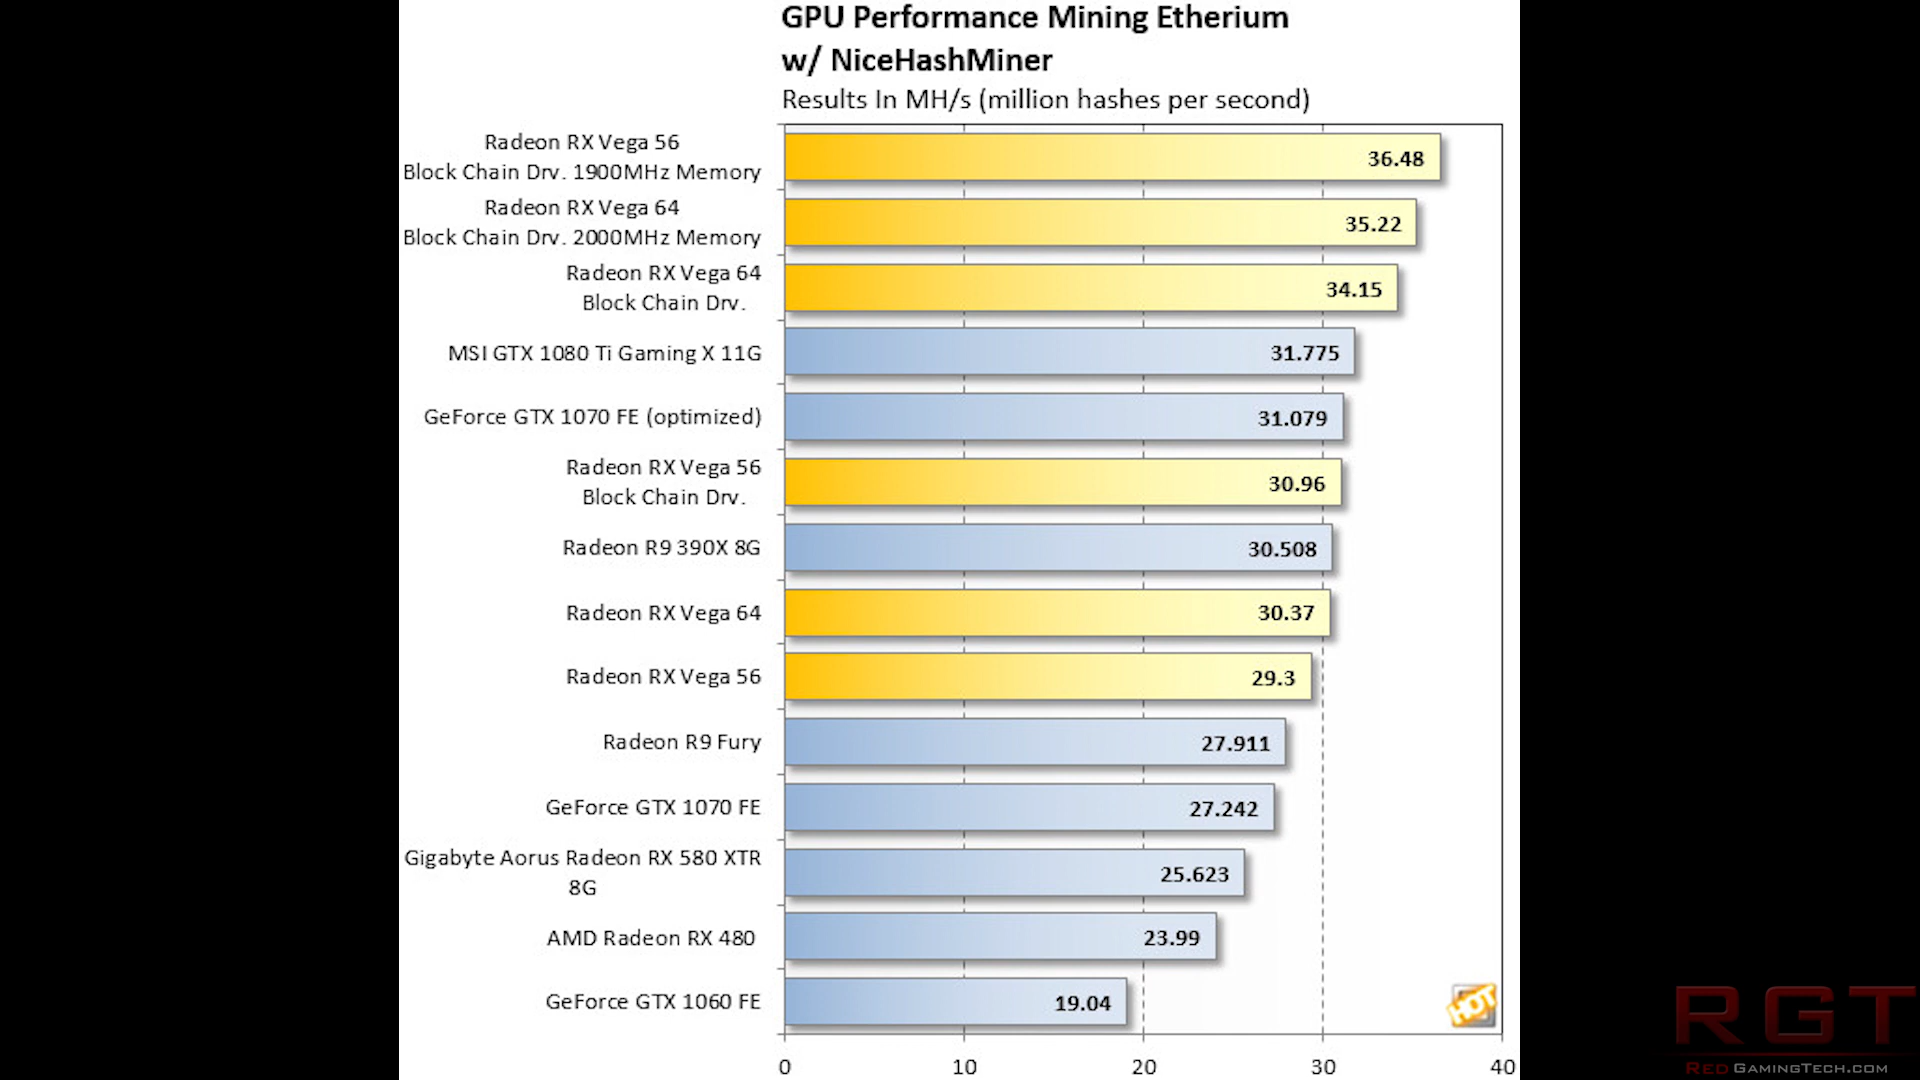 GPU Performance Mining Etherium
w/ NiceHashMiner
Results In MH/s (million hashes per second)
Radeon RX Vega 56
Block Chain Drv. 1900MHz Memory
36.48
Radeon RX Vega 64
Block Chain Drv. 2000MHz Memory
35.22
Radeon RX Vega 64
Block Chain Drv.
34.15
MSI GTX 1080 Ti Gaming X 11G
31.775
GeForce GTX 1070 FE (optimized)
31.079
Radeon RX Vega 56
Block Chain Drv.
30.96
Radeon R9 390X 8G
30.508
Radeon RX Vega 64
30.37
Radeon RX Vega 56
29.3
Radeon R9 Fury
27.911
GeForce GTX 1070 FE
27.242
Gigabyte Aorus Radeon RX 580 XTR
8G
25.623
AMD Radeon RX 480
23.99
GeForce GTX 1060 FE
19.04
0 10 20 30 40
HOT
RGT
RED GAMINGTECH.COM